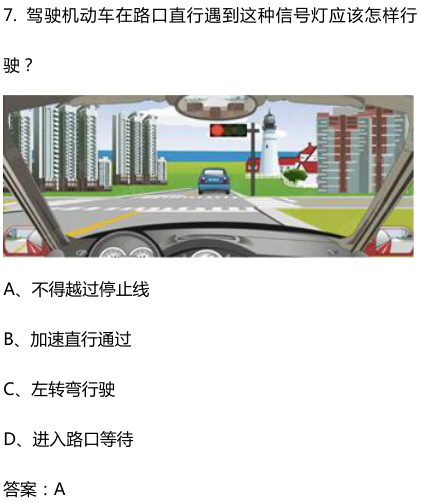 7. 驾驶机动车在路口直行遇到这种信号灯应该怎样行
驶？
A、不得越过停止线
B、加速直行通过
C、左转弯行驶
D、进入路口等待
答案：A